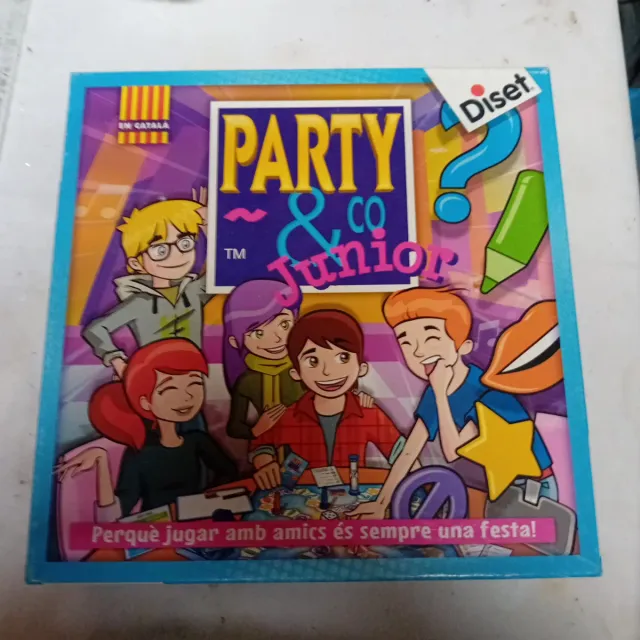 EN CATALÀ
Diset
PARTY
& CO
TM
Junior
Perquè jugar amb amics és sempre una festa!